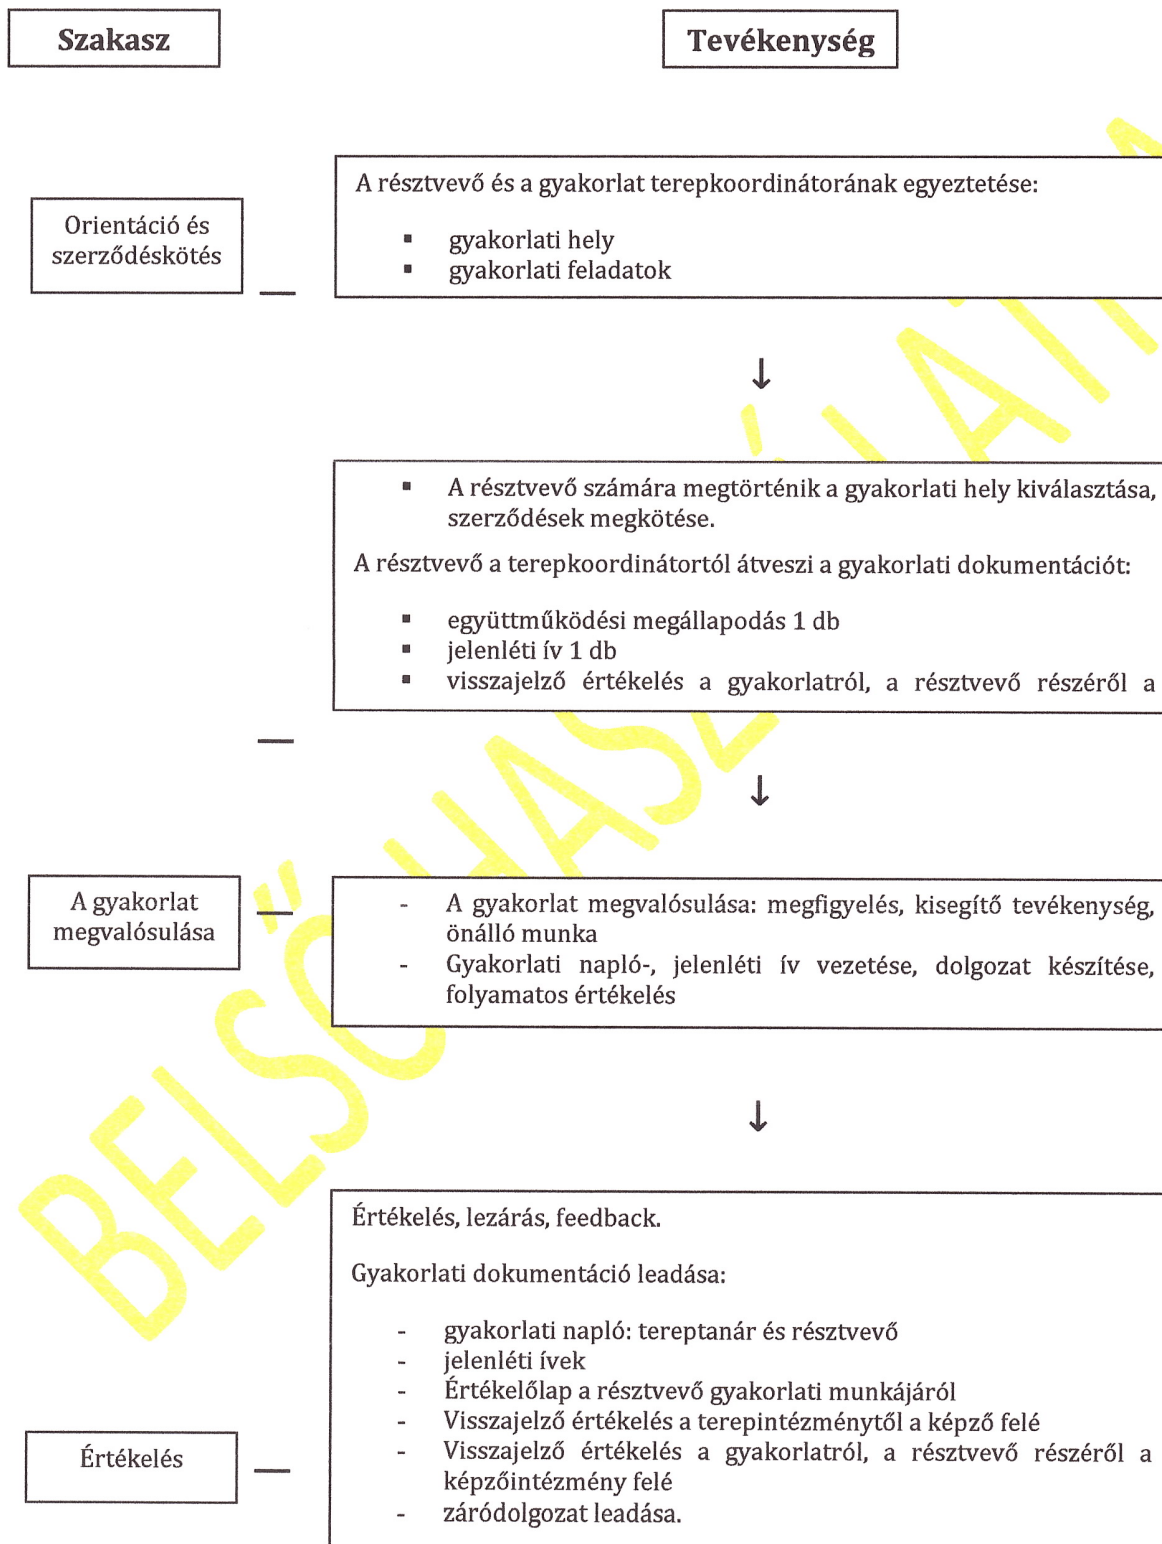 Szakasz
Tevékenység
Orientáció és
szerződéskötés
A résztvevő és a gyakorlat terepkoordinátorának egyeztetése:
▪ gyakorlati hely
▪ gyakorlati feladatok
▪ A résztvevő számára megtörténik a gyakorlati hely kiválasztása,
szerződések megkötése.
A résztvevő a terepkoordinátortól átveszi a gyakorlati dokumentációt:
▪ együttműködési megállapodás 1 db
▪ jelenléti ív 1 db
▪ visszajelző értékelés a gyakorlatról, a résztvevő részéről a
A gyakorlat
megvalósulása
- A gyakorlat megvalósulása: megfigyelés, kisegítő tevékenység,
önálló munka
- Gyakorlati napló-, jelenléti ív vezetése, dolgozat készítése,
folyamatos értékelés
Értékelés
Értékelés, lezárás, feedback.
Gyakorlati dokumentáció leadása:
- gyakorlati napló: tereptanár és résztvevő
- jelenléti ívek
- Értékelőlap a résztvevő gyakorlati munkájáról
- Visszajelző értékelés a terepintézménytől a képző felé
- Visszajelző értékelés a gyakorlatról, a résztvevő részéről a
képzőintézmény felé
- záródolgozat leadása.
BELSŐ